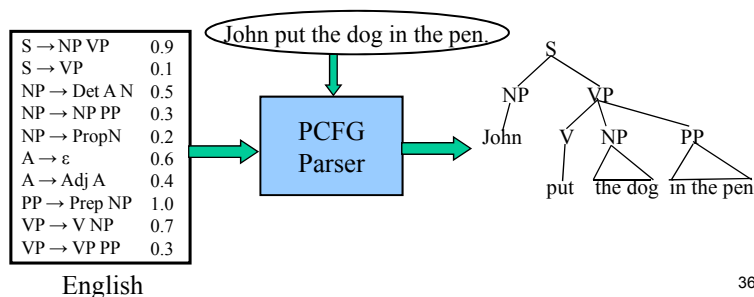 S → NP VP 0.9
S → VP 0.1
NP → Det A N 0.5
NP → NP PP 0.3
NP → PropN 0.2
A → ε 0.6
A → Adj A 0.4
PP → Prep NP 1.0
VP → V NP 0.7
VP → VP PP 0.3
English
John put the dog in the pen.
PCFG
Parser
S
NP VP
John V NP PP
put the dog in the pen
36